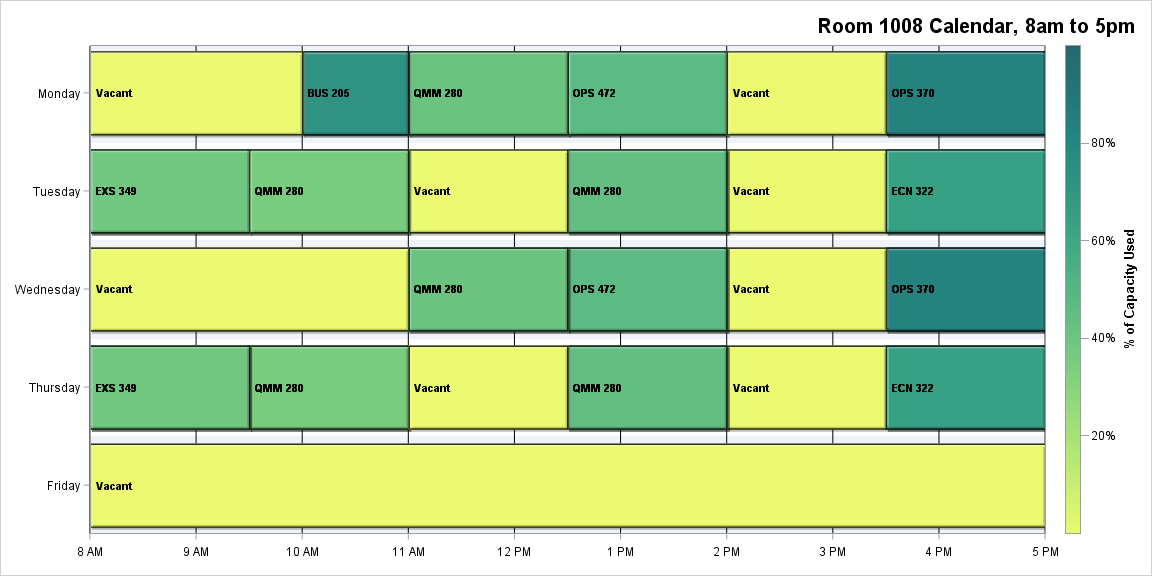 Room 1008 Calendar, 8am to 5pm
Monday
Vacant
BUS 205
QMM 280
OPS 472
Vacant
OPS 370
Tuesday
EXS 349
QMM 280
Vacant
QMM 280
Vacant
ECN 322
Wednesday
Vacant
QMM 280
OPS 472
Vacant
OPS 370
Thursday
EXS 349
QMM 280
Vacant
QMM 280
Vacant
ECN 322
Friday
Vacant
8 AM
9 AM
10 AM
11 AM
12 PM
1 PM
2 PM
3 PM
4 PM
5 PM
80%
60%
40%
20%
% of Capacity Used